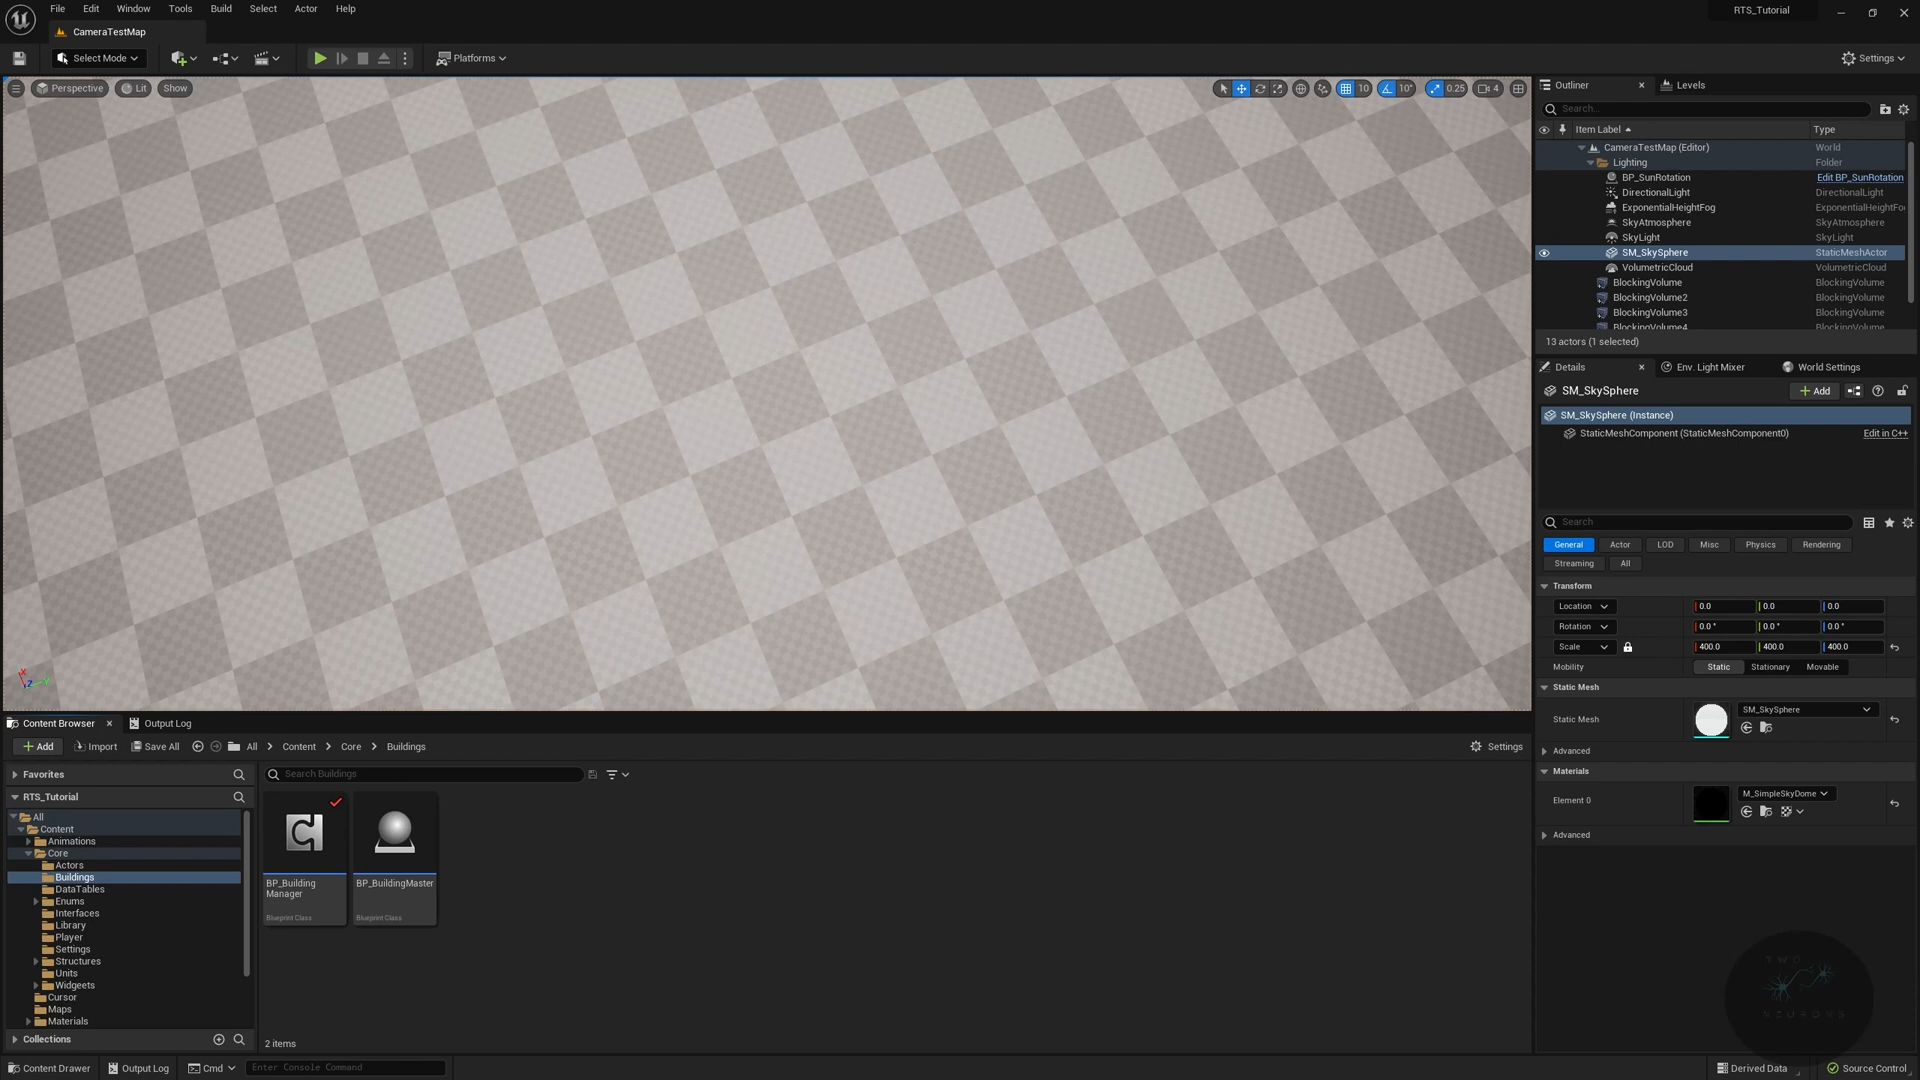 File Edit Window Tools Build Select Actor Help
RTS_Tutorial
CameraTestMap
Select Mode
Platforms
Settings
Perspective Lit Show
10 10° 0.25 4
Outliner
Levels
Search...
Item Label Type
CameraTestMap (Editor) World
Lighting Folder
BP_SunRotation Edit BP_SunRotation
DirectionalLight DirectionalLight
ExponentialHeightFog ExponentialHeightFo
SkyAtmosphere SkyAtmosphere
SkyLight SkyLight
SM_SkySphere StaticMeshActor
VolumetricCloud VolumetricCloud
BlockingVolume BlockingVolume
BlockingVolume2 BlockingVolume
BlockingVolume3 BlockingVolume
BlockingVolume4 BlockingVolume
13 actors (1 selected)
Details
Env. Light Mixer
World Settings
SM_SkySphere
Add
SM_SkySphere (Instance)
StaticMeshComponent (StaticMeshComponent0) Edit in C++
Search
General Actor LOD Misc Physics Rendering
Streaming All
Transform
Location 0.0 0.0 0.0
Rotation 0.0 ° 0.0 ° 0.0 °
Scale 400.0 400.0 400.0
Mobility Static Stationary Movable
Static Mesh
Static Mesh SM_SkySphere
Advanced
Materials
Element 0 M_SimpleSkyDome
Advanced
X Z Y
Content Browser
Output Log
Add Import Save All All Content Core Buildings
Settings
Favorites
Search Buildings
RTS_Tutorial
All
Content
Animations
Core
Actors
Buildings
DataTables
Enums
Interfaces
Library
Player
Settings
Structures
Units
Widgeets
Cursor
Maps
Materials
Collections
BP_Building
Manager
Blueprint Class
BP_BuildingMaster
Blueprint Class
2 items
TWO
NEURONS
Content Drawer Output Log Cmd Enter Console Command
Derived Data Source Control